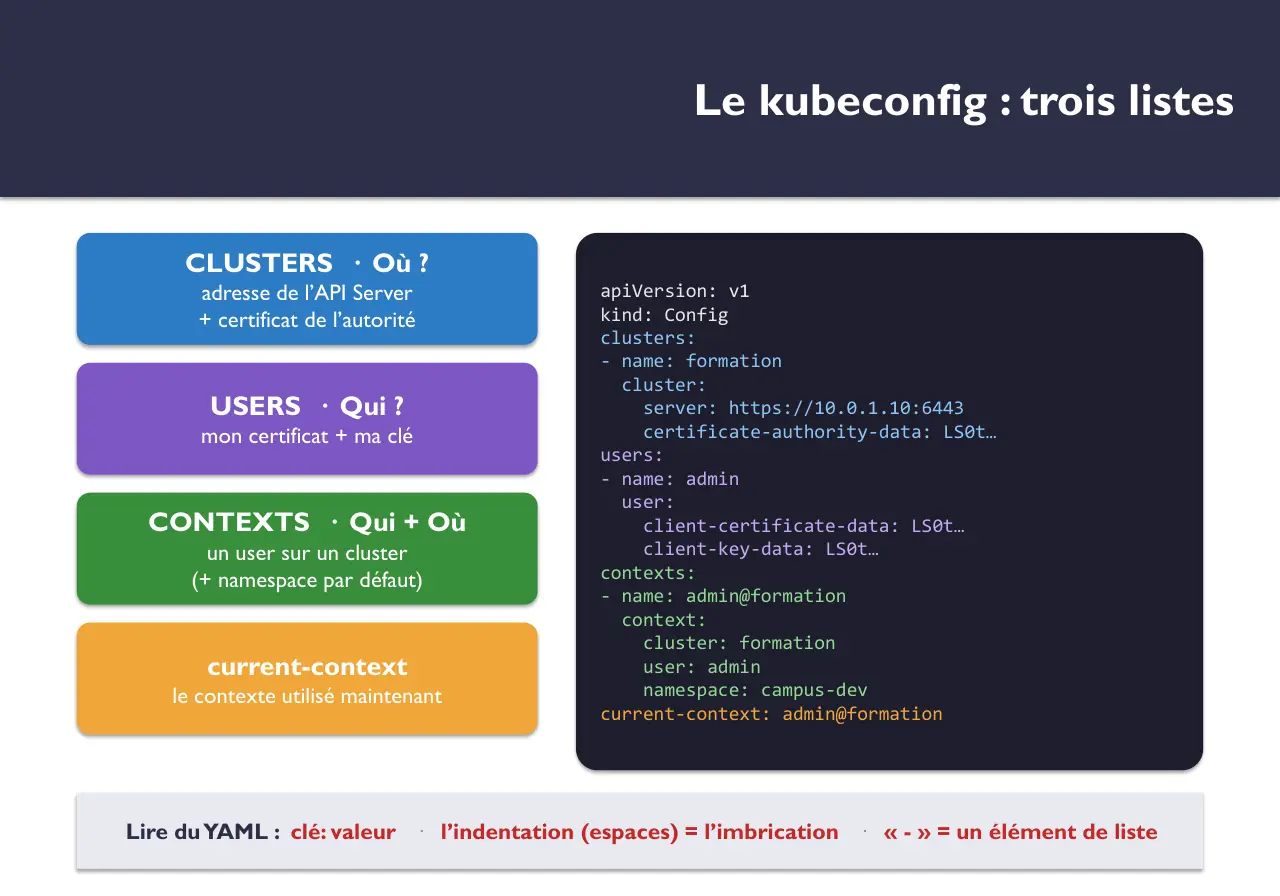 Le kubeconfig : trois listes
CLUSTERS · Où ?
adresse de l’API Server
+ certificat de l’autorité
USERS · Qui ?
mon certificat + ma clé
CONTEXTS · Qui + Où
un user sur un cluster
(+ namespace par défaut)
current-context
le contexte utilisé maintenant
apiVersion: v1
kind: Config
clusters:
- name: formation
  cluster:
    server: https://10.0.1.10:6443
    certificate-authority-data: LS0t…
users:
- name: admin
  user:
    client-certificate-data: LS0t…
    client-key-data: LS0t…
contexts:
- name: admin@formation
  context:
    cluster: formation
    user: admin
    namespace: campus-dev
current-context: admin@formation
Lire du YAML : clé: valeur · l’indentation (espaces) = l’imbrication · « - » = un élément de liste